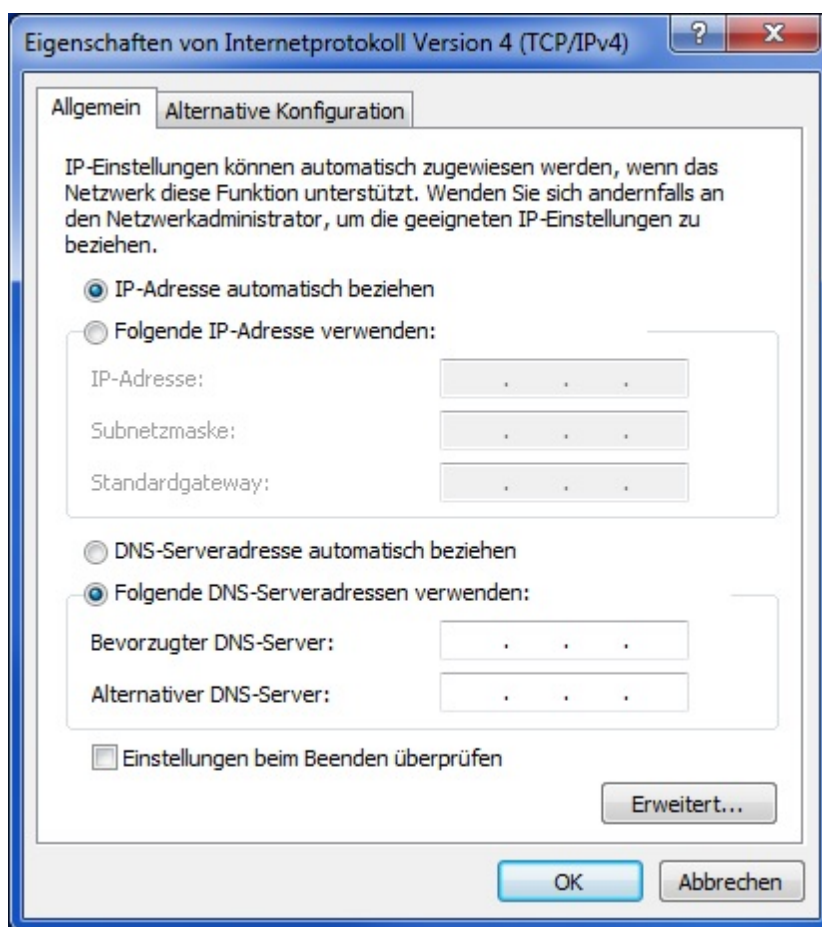 Eigenschaften von Internetprotokoll Version 4 (TCP/IPv4)
? X
Allgemein
Alternative Konfiguration
IP-Einstellungen können automatisch zugewiesen werden, wenn das
Netzwerk diese Funktion unterstützt. Wenden Sie sich andernfalls an
den Netzwerkadministrator, um die geeigneten IP-Einstellungen zu
beziehen.
IP-Adresse automatisch beziehen
Folgende IP-Adresse verwenden:
IP-Adresse: . . .
Subnetzmaske: . . .
Standardgateway: . . .
DNS-Serveradresse automatisch beziehen
Folgende DNS-Serveradressen verwenden:
Bevorzugter DNS-Server: . . .
Alternativer DNS-Server: . . .
Einstellungen beim Beenden überprüfen
Erweitert...
OK
Abbrechen